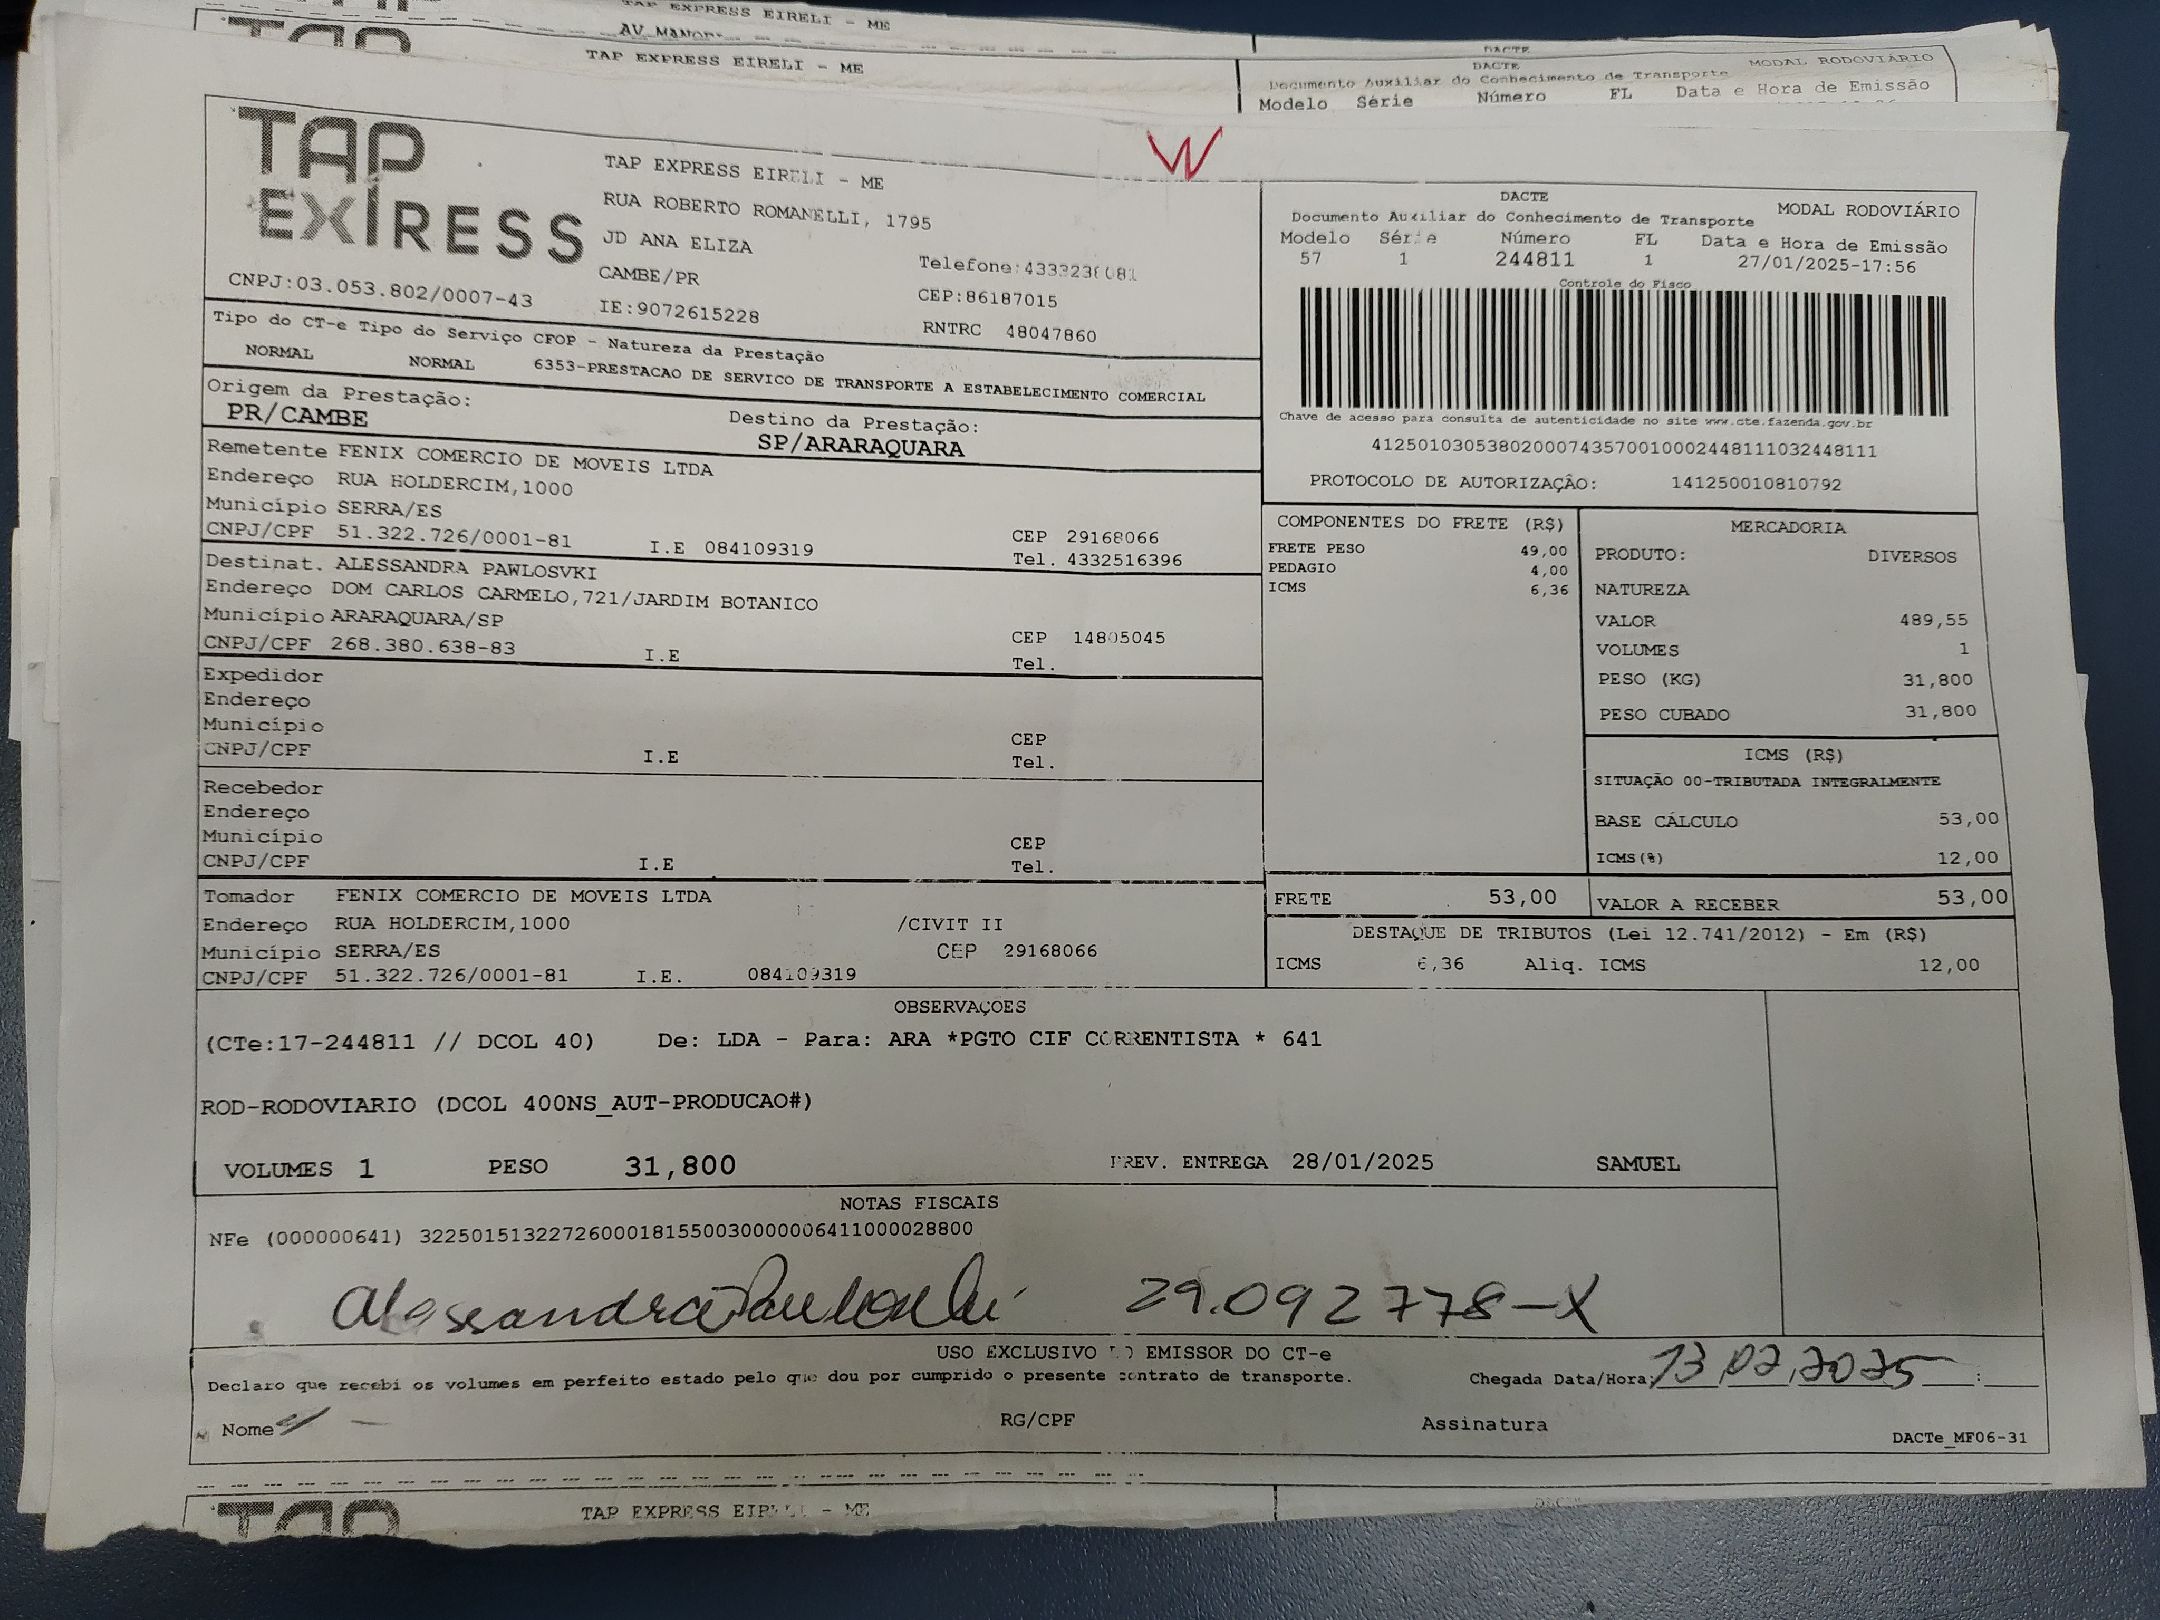 TAP EXPRESS EIRELI - ME
TAP EXPRESS EIRELI - ME
DACTE
MODAL RODOVIÁRIO
Documento Auxiliar do Conhecimento de Transporte
Modelo Série Número FL Data e Hora de Emissão
W
TAP EXPRESS
TAP EXPRESS EIRELI - ME
RUA ROBERTO ROMANELLI, 1795
JD ANA ELIZA
CAMBE/PR
Telefone:4333236081
CEP:86187015
CNPJ:03.053.802/0007-43
IE:9072615228
RNTRC 48047860
DACTE
MODAL RODOVIÁRIO
Documento Auxiliar do Conhecimento de Transporte
Modelo Série Número FL Data e Hora de Emissão
57 1 244811 1 27/01/2025-17:56
Controle do Fisco
Chave de acesso para consulta de autenticidade no site www.cte.fazenda.gov.br
41250103053802000743570010002448111032448111
PROTOCOLO DE AUTORIZAÇÃO: 141250010810792
Tipo do CT-e Tipo do Serviço CFOP - Natureza da Prestação
NORMAL NORMAL 6353-PRESTACAO DE SERVICO DE TRANSPORTE A ESTABELECIMENTO COMERCIAL
Origem da Prestação: Destino da Prestação:
PR/CAMBE SP/ARARAQUARA
Remetente FENIX COMERCIO DE MOVEIS LTDA
Endereço RUA HOLDERCIM,1000
Município SERRA/ES CEP 29168066
CNPJ/CPF 51.322.726/0001-81 I.E 084109319 Tel. 4332516396
Destinat. ALESSANDRA PAWLOSVKI
Endereço DOM CARLOS CARMELO,721/JARDIM BOTANICO
Município ARARAQUARA/SP CEP 14805045
CNPJ/CPF 268.380.638-83 I.E Tel.
Expedidor
Endereço
Município CEP
CNPJ/CPF I.E Tel.
Recebedor
Endereço
Município CEP
CNPJ/CPF I.E Tel.
Tomador FENIX COMERCIO DE MOVEIS LTDA
Endereço RUA HOLDERCIM,1000 /CIVIT II
Município SERRA/ES CEP 29168066
CNPJ/CPF 51.322.726/0001-81 I.E. 084109319
COMPONENTES DO FRETE (R$)
FRETE PESO 49,00
PEDAGIO 4,00
ICMS 6,36
MERCADORIA
PRODUTO: DIVERSOS
NATUREZA
VALOR 489,55
VOLUMES 1
PESO (KG) 31,800
PESO CUBADO 31,800
ICMS (R$)
SITUAÇÃO 00-TRIBUTADA INTEGRALMENTE
BASE CÁLCULO 53,00
ICMS(%) 12,00
FRETE 53,00 VALOR A RECEBER 53,00
DESTAQUE DE TRIBUTOS (Lei 12.741/2012) - Em (R$)
ICMS 6,36 Aliq. ICMS 12,00
OBSERVAÇOES
(CTe:17-244811 // DCOL 40) De: LDA - Para: ARA *PGTO CIF CORRENTISTA * 641
ROD-RODOVIARIO (DCOL 400NS_AUT-PRODUCAO#)
VOLUMES 1 PESO 31,800 PREV. ENTREGA 28/01/2025 SAMUEL
NOTAS FISCAIS
NFe (000000641) 32250151322726000181550030000006411000028800
Alessandra Pawlosvki 29.092778-X
USO EXCLUSIVO DO EMISSOR DO CT-e
Declaro que recebi os volumes em perfeito estado pelo que dou por cumprido o presente contrato de transporte. Chegada Data/Hora: 13.02.2025 :
Nome RG/CPF Assinatura
DACTe_MF06-31
TAP
TAP EXPRESS EIRELI - ME